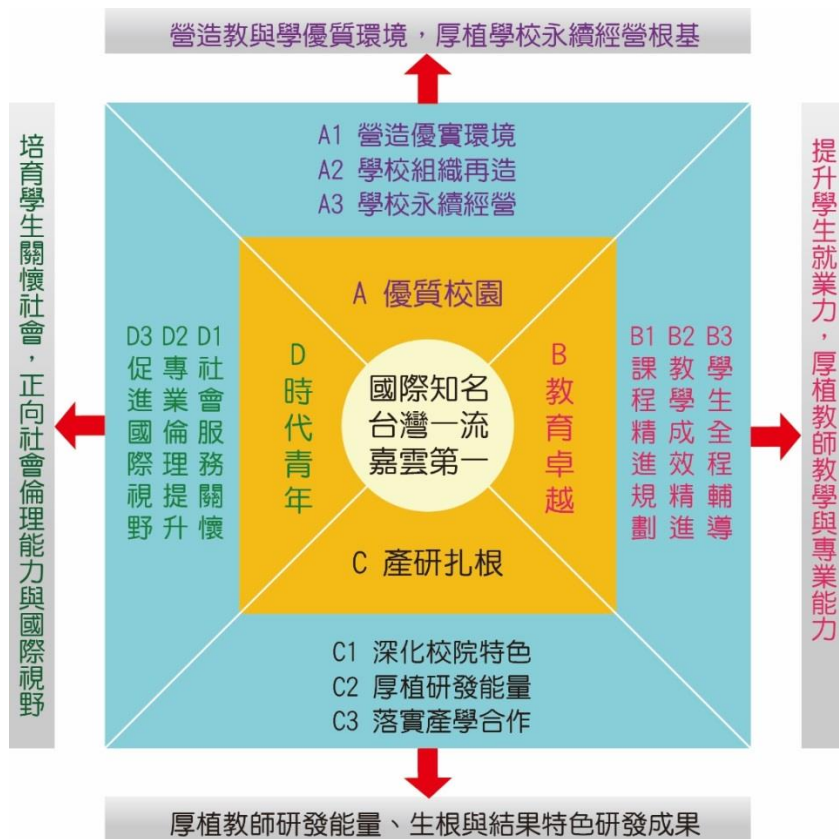 營造教與學優質環境，厚植學校永續經營根基
A1 營造優實環境
A2 學校組織再造
A3 學校永續經營
A 優質校園
培育學生關懷社會，正向社會倫理能力與國際視野
D3 促進國際視野
D2 專業倫理提升
D1 社會服務關懷
D 時代青年
國際知名
台灣一流
嘉雲第一
B 教育卓越
B1 課程精進規劃
B2 教學成效精進
B3 學生全程輔導
提升學生就業力，厚植教師教學與專業能力
C 產研扎根
C1 深化校院特色
C2 厚植研發能量
C3 落實產學合作
厚植教師研發能量、生根與結果特色研發成果